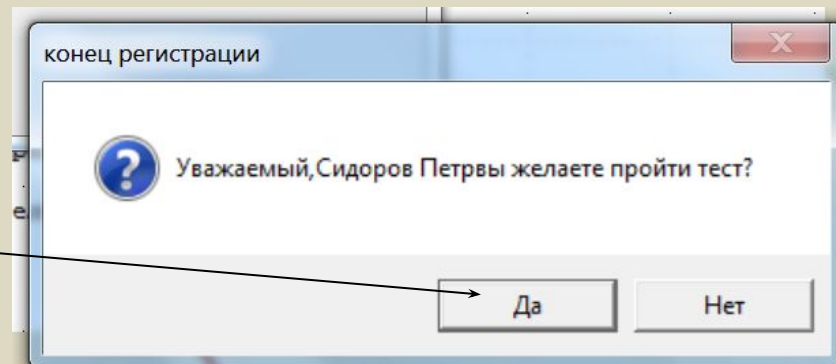 конец регистрации
Уважаемый,Сидоров Петрвы желаете пройти тест?
Да
Нет